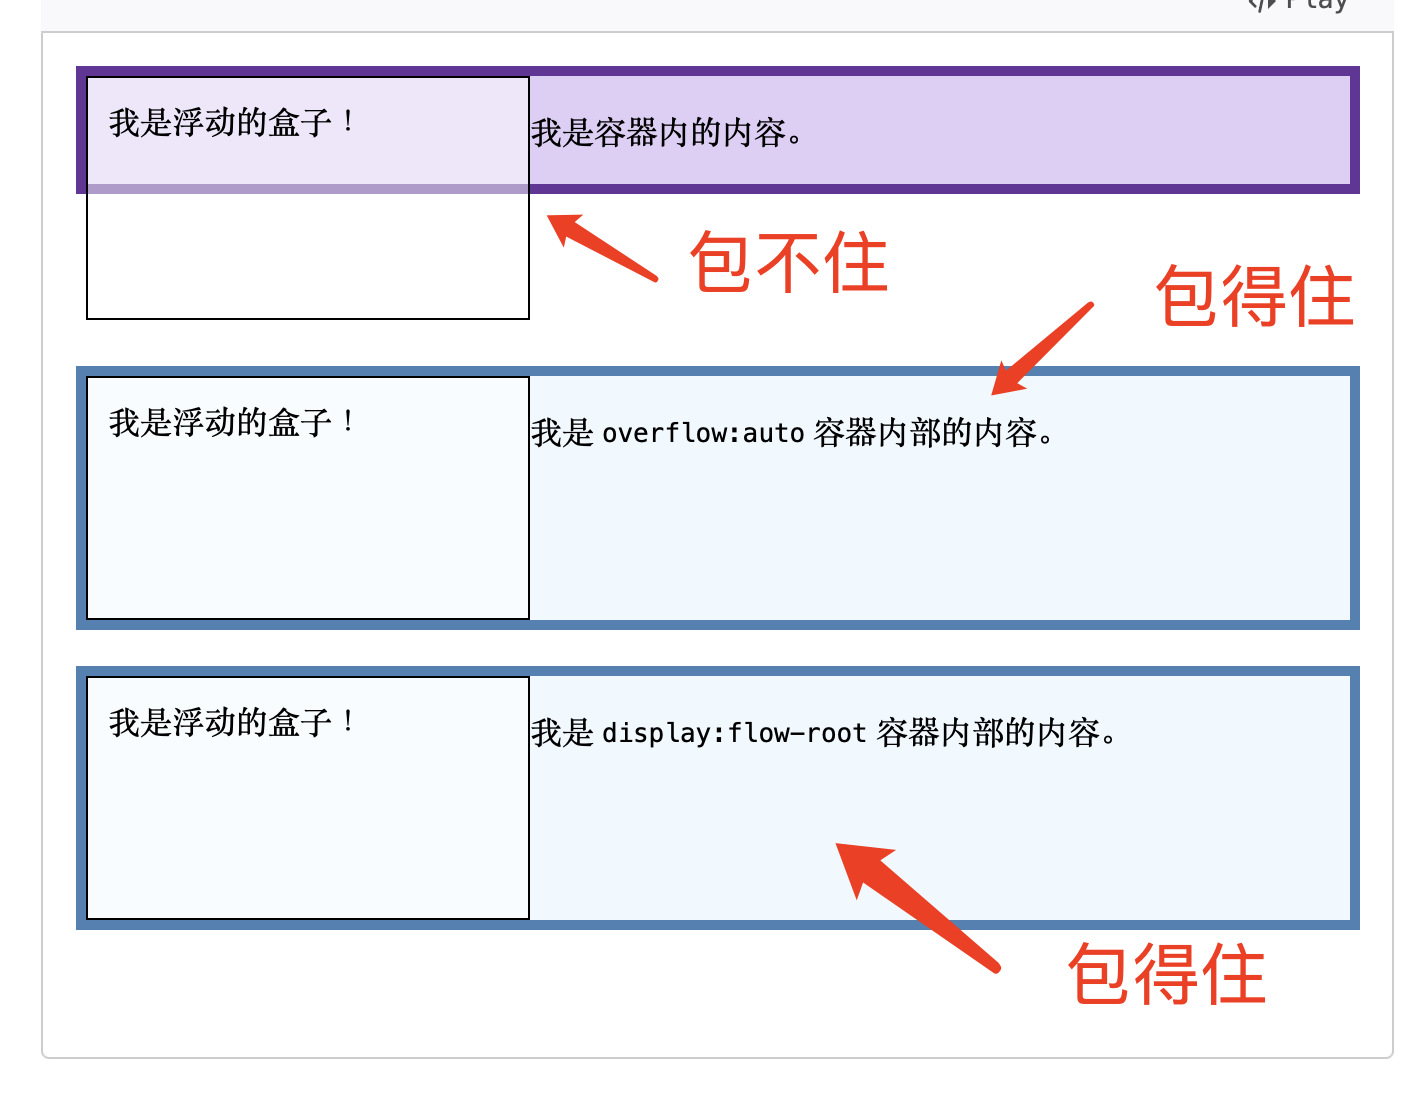 Play
我是浮动的盒子！
我是容器内的内容。
包不住
包得住
我是浮动的盒子！
我是 overflow:auto 容器内部的内容。
我是浮动的盒子！
我是 display:flow-root 容器内部的内容。
包得住